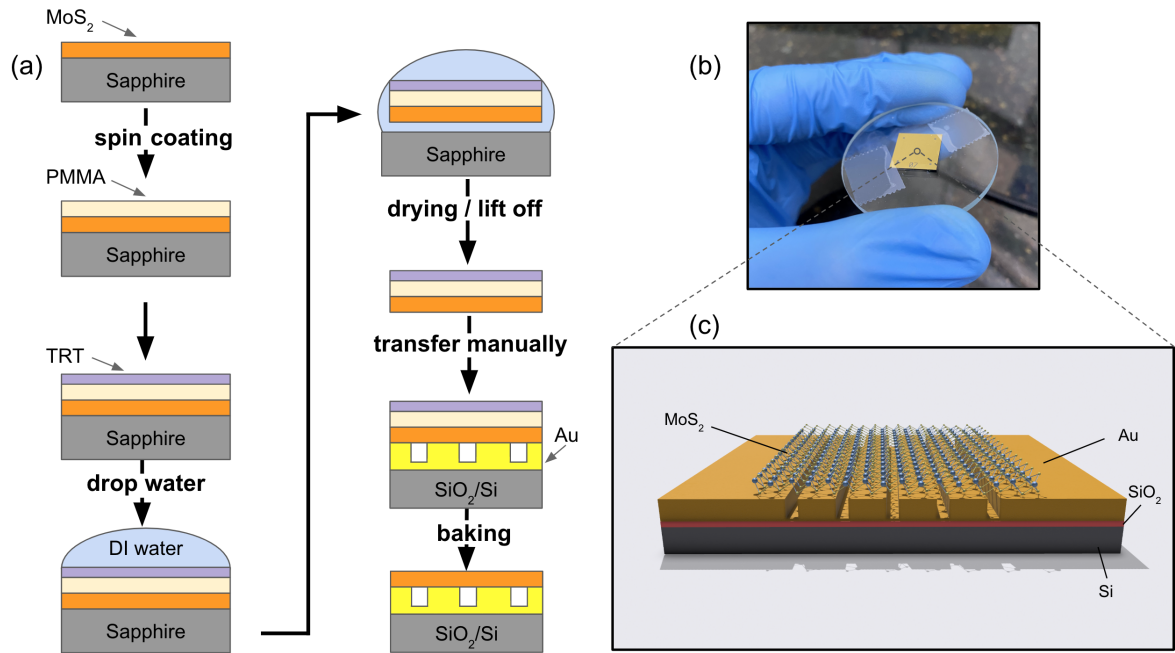 (a)
MoS₂
Sapphire
spin coating
PMMA
Sapphire
TRT
Sapphire
drop water
DI water
Sapphire
Sapphire
drying / lift off
transfer manually
Au
SiO₂/Si
baking
SiO₂/Si
(b)
(c)
MoS₂
Au
SiO₂
Si